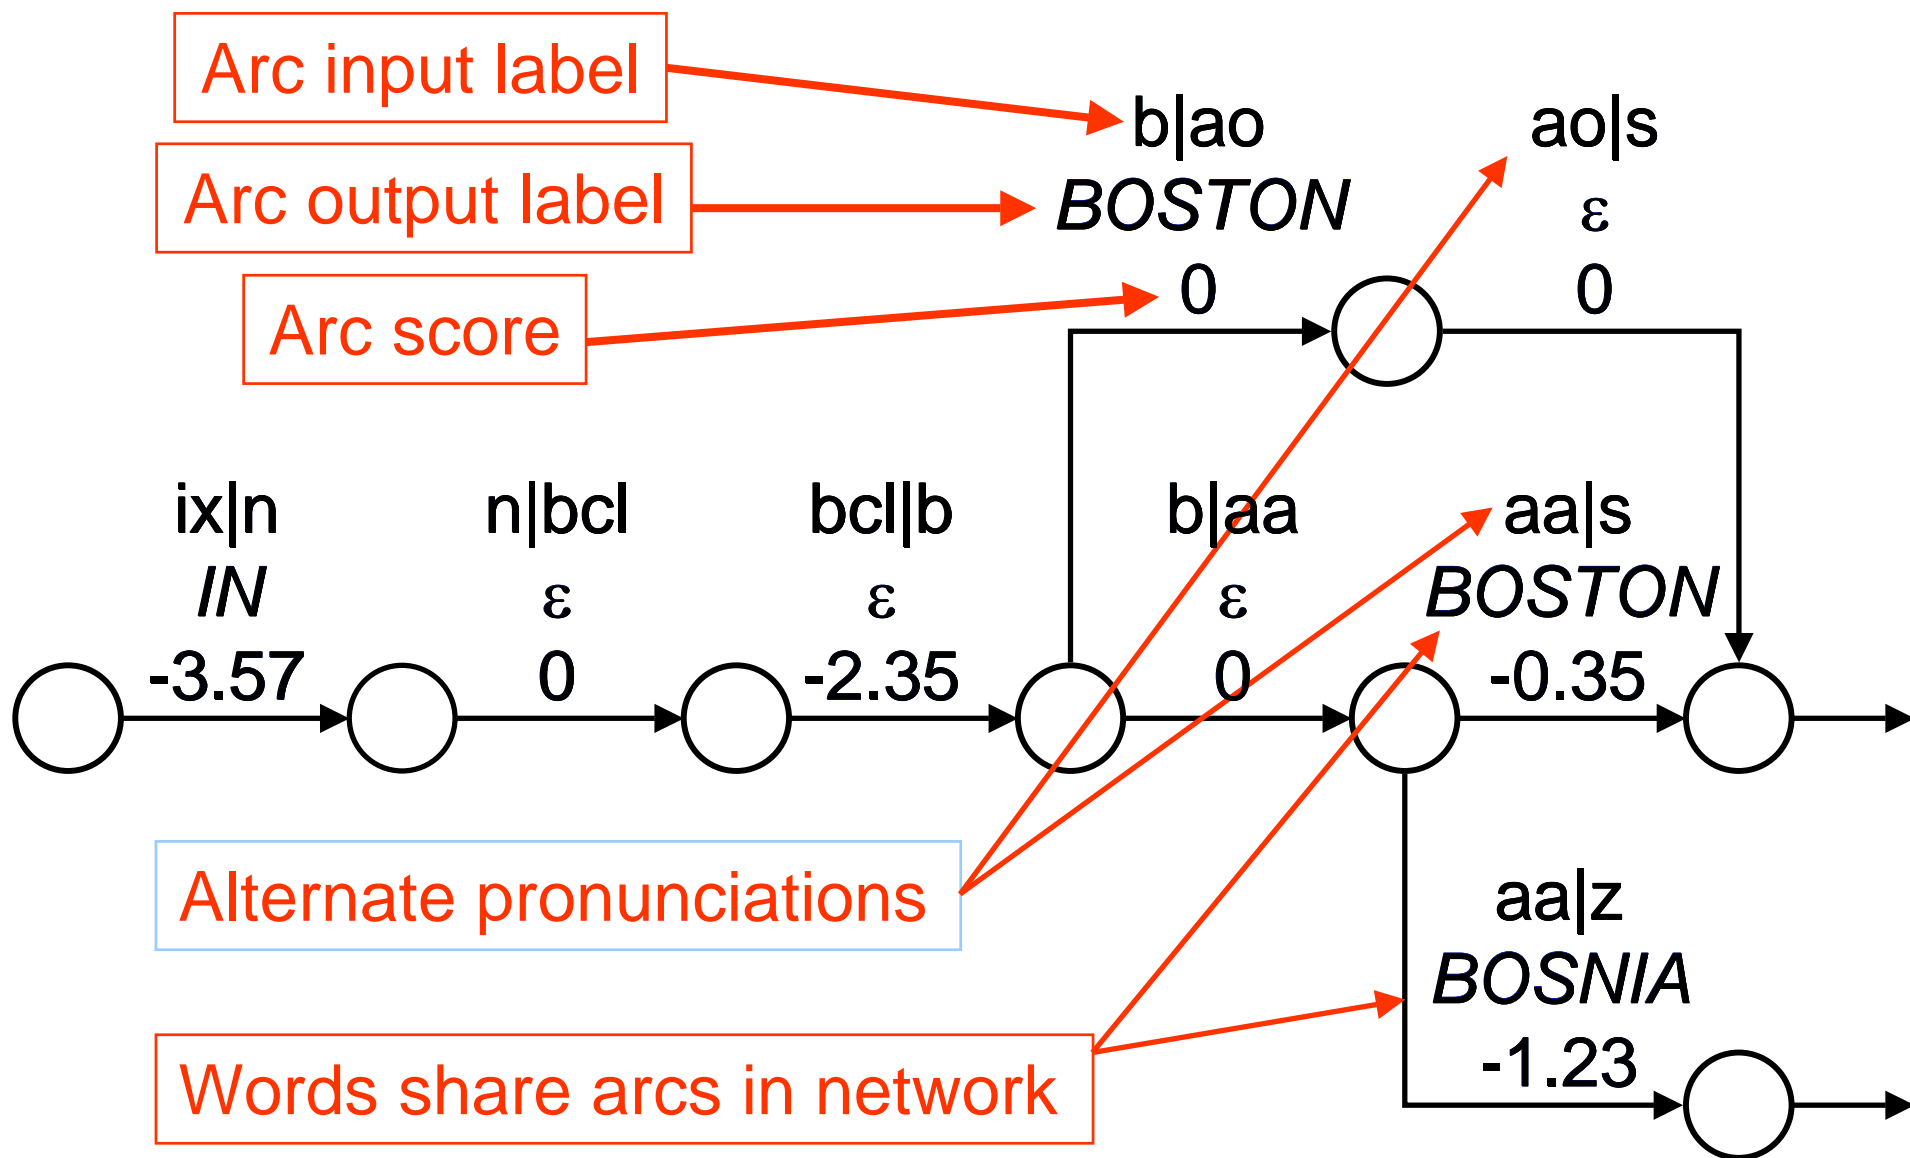 Arc input label
b|ao
ao|s
Arc output label
BOSTON
ε
Arc score
0
0
ix|n
n|bcl
bcl||b
b|aa
aa|s
IN
ε
ε
ε
BOSTON
-3.57
0
-2.35
0
-0.35
Alternate pronunciations
aa|z
BOSNIA
Words share arcs in network
-1.23